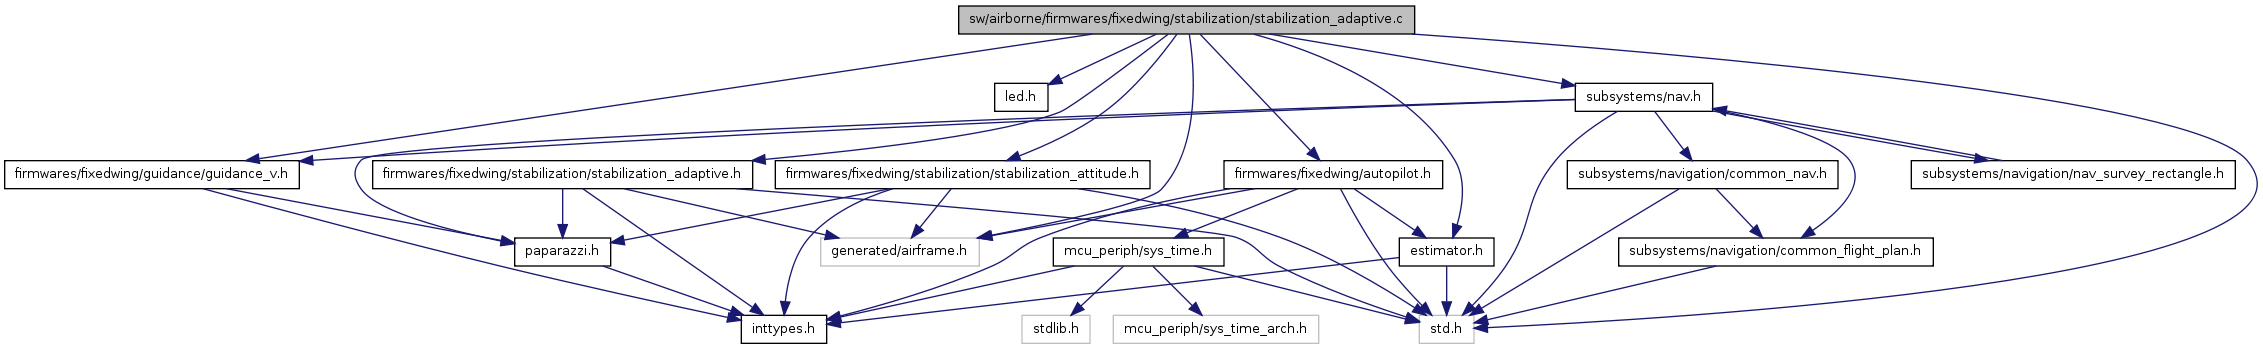 sw/airborne/firmwares/fixedwing/stabilization/stabilization_adaptive.c
led.h
subsystems/nav.h
firmwares/fixedwing/guidance/guidance_v.h
firmwares/fixedwing/stabilization/stabilization_adaptive.h
firmwares/fixedwing/stabilization/stabilization_attitude.h
firmwares/fixedwing/autopilot.h
subsystems/navigation/common_nav.h
subsystems/navigation/nav_survey_rectangle.h
paparazzi.h
generated/airframe.h
mcu_periph/sys_time.h
estimator.h
subsystems/navigation/common_flight_plan.h
inttypes.h
stdlib.h
mcu_periph/sys_time_arch.h
std.h